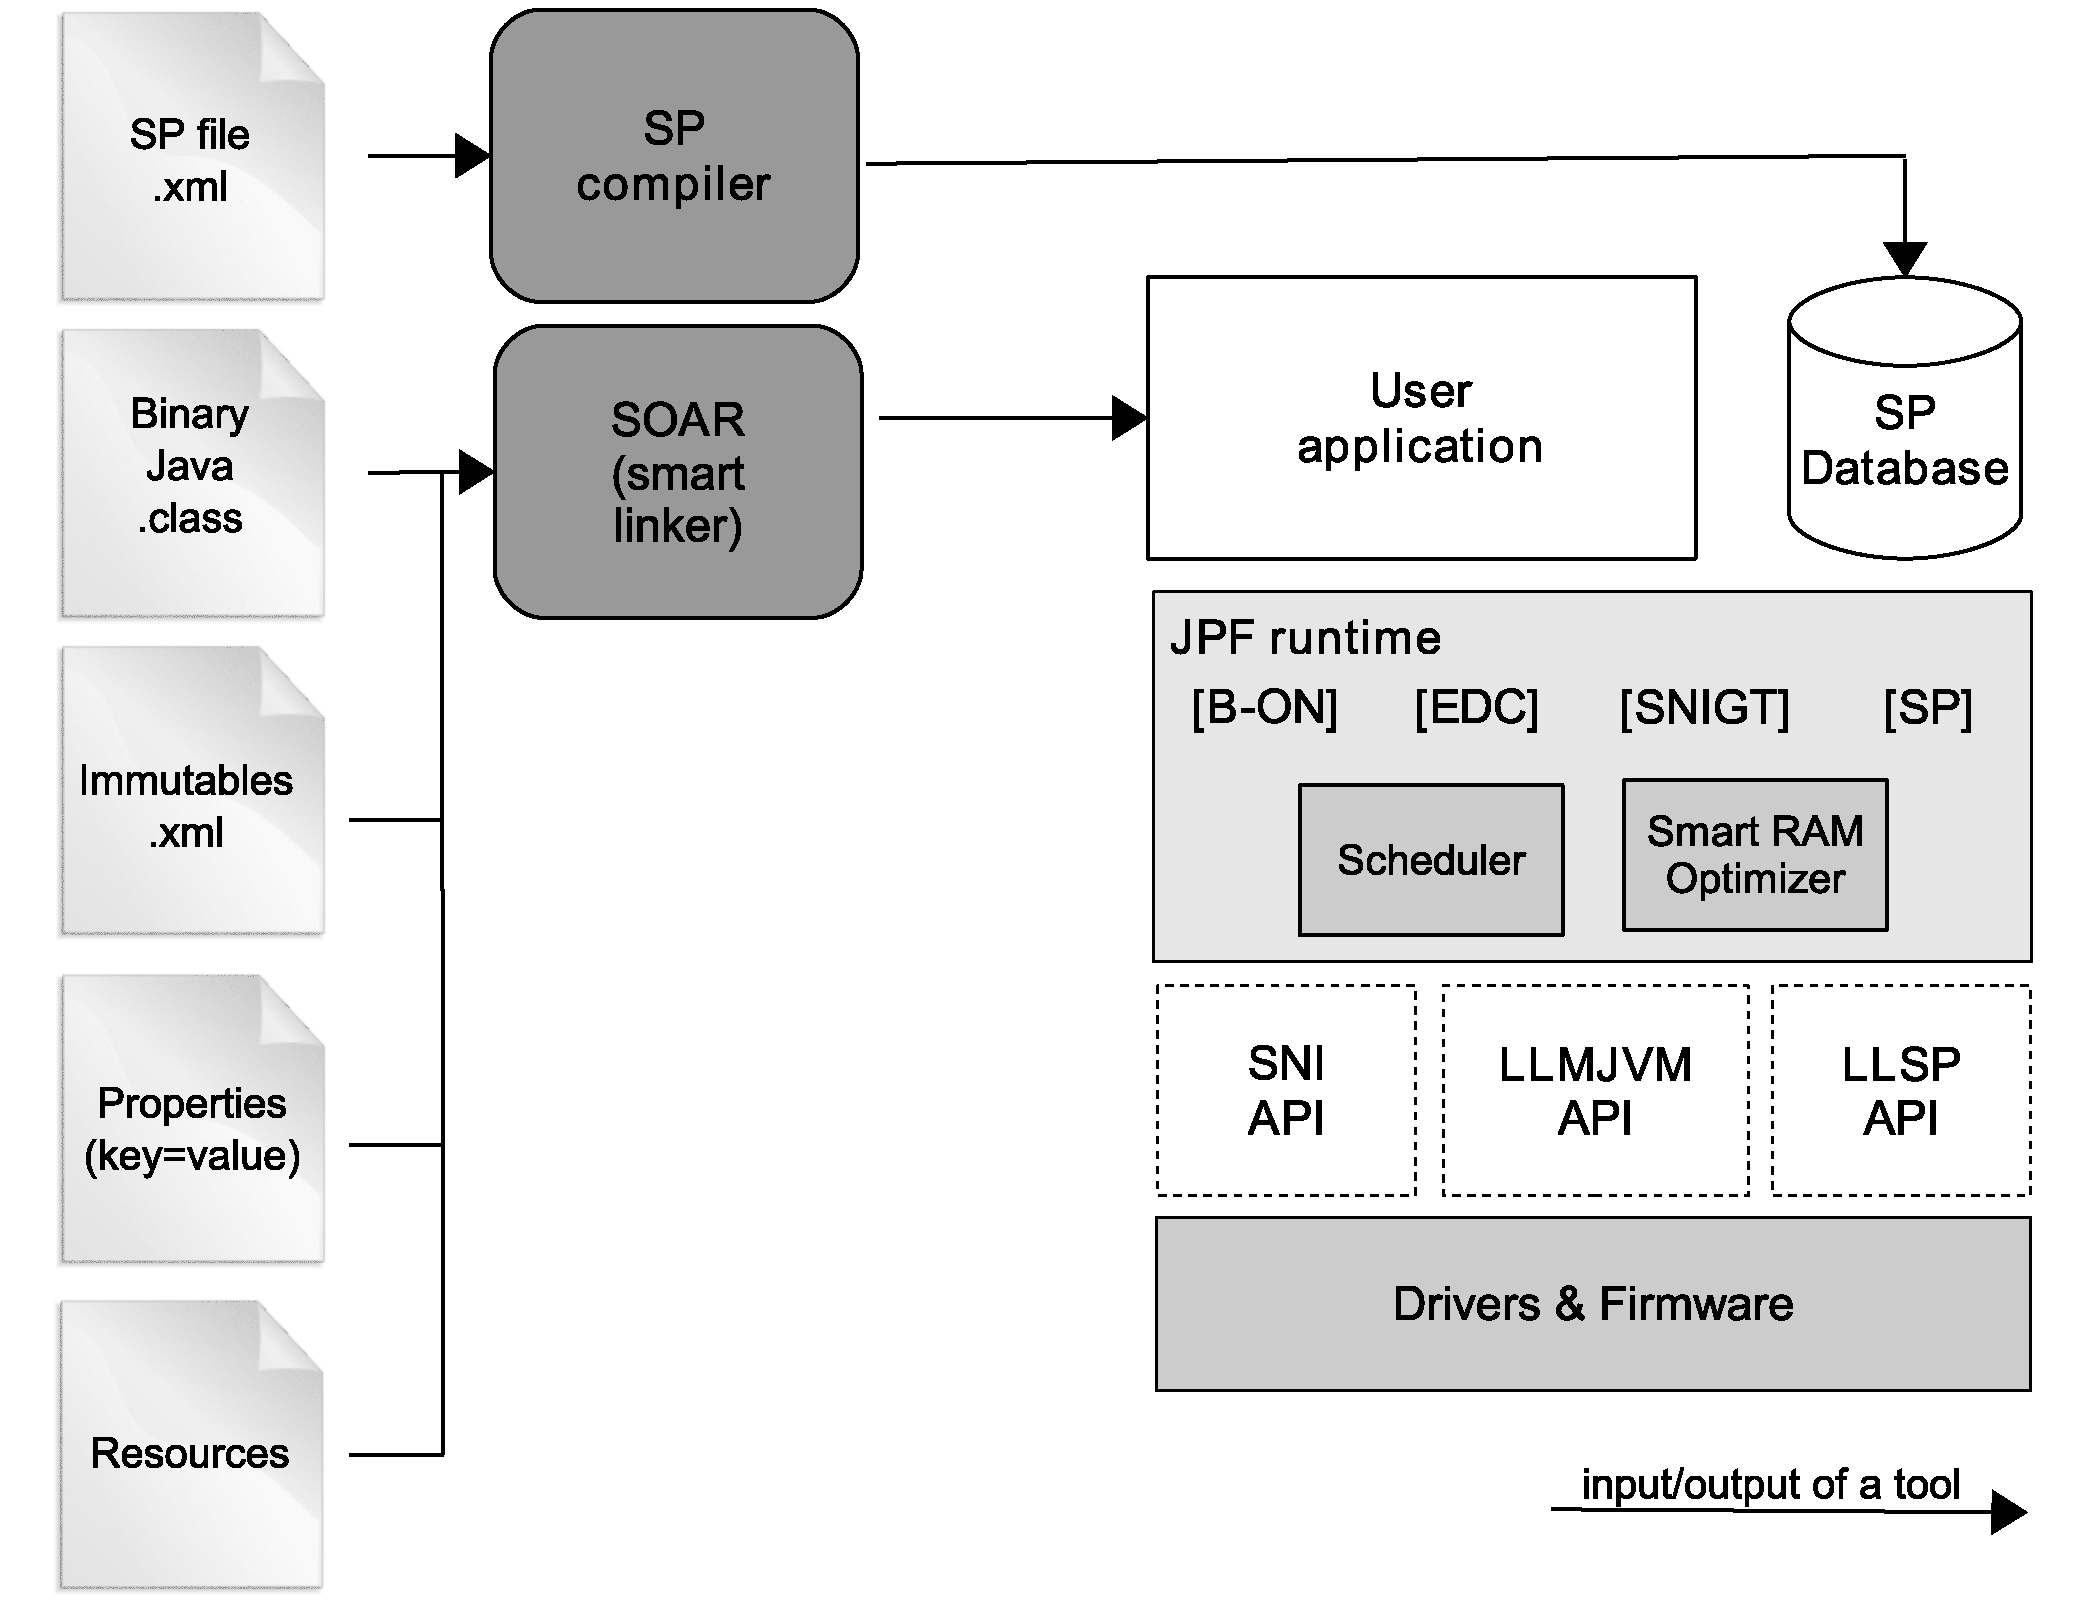 SP file
.xml
SP
compiler
Binary
Java
.class
SOAR
(smart
linker)
User
application
SP
Database
Immutables
.xml
JPF runtime
[B-ON] [EDC] [SNIGT] [SP]
Scheduler
Smart RAM
Optimizer
Properties
(key=value)
SNI
API
LLMJVM
API
LLSP
API
Drivers & Firmware
Resources
input/output of a tool